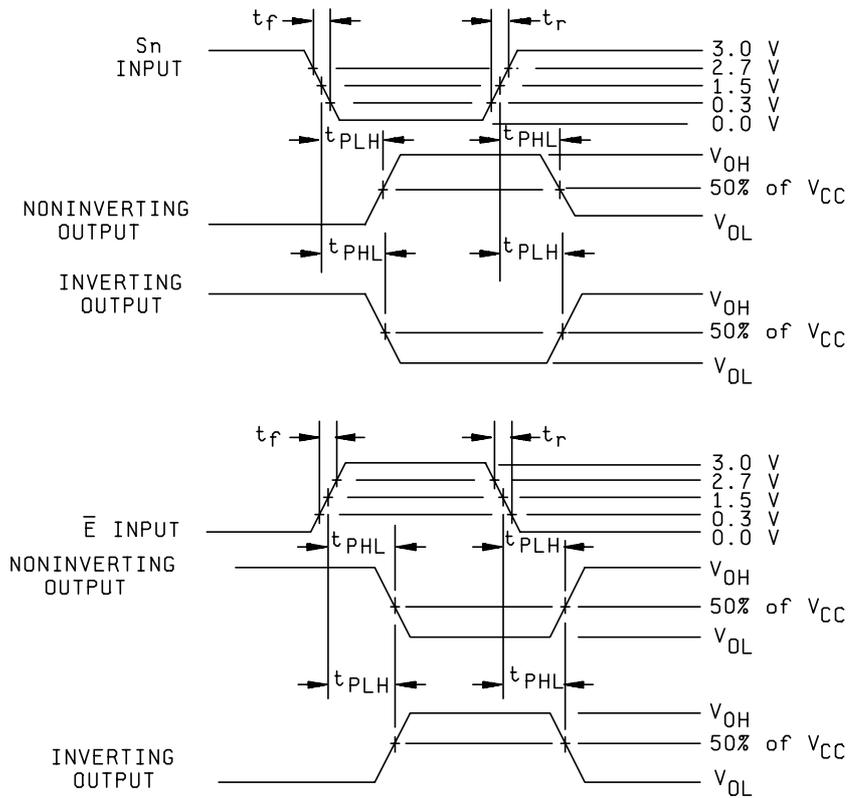 tf
tr
Sn
INPUT
3.0 V
2.7 V
1.5 V
0.3 V
0.0 V
tPLH
tPHL
VOH
50% of VCC
VOL
NONINVERTING
OUTPUT
tPHL
tPLH
INVERTING
OUTPUT
VOH
50% of VCC
VOL
tf
tr
3.0 V
2.7 V
1.5 V
0.3 V
0.0 V
E̅ INPUT
tPHL
tPLH
NONINVERTING
OUTPUT
VOH
50% of VCC
VOL
tPLH
tPHL
VOH
50% of VCC
VOL
INVERTING
OUTPUT